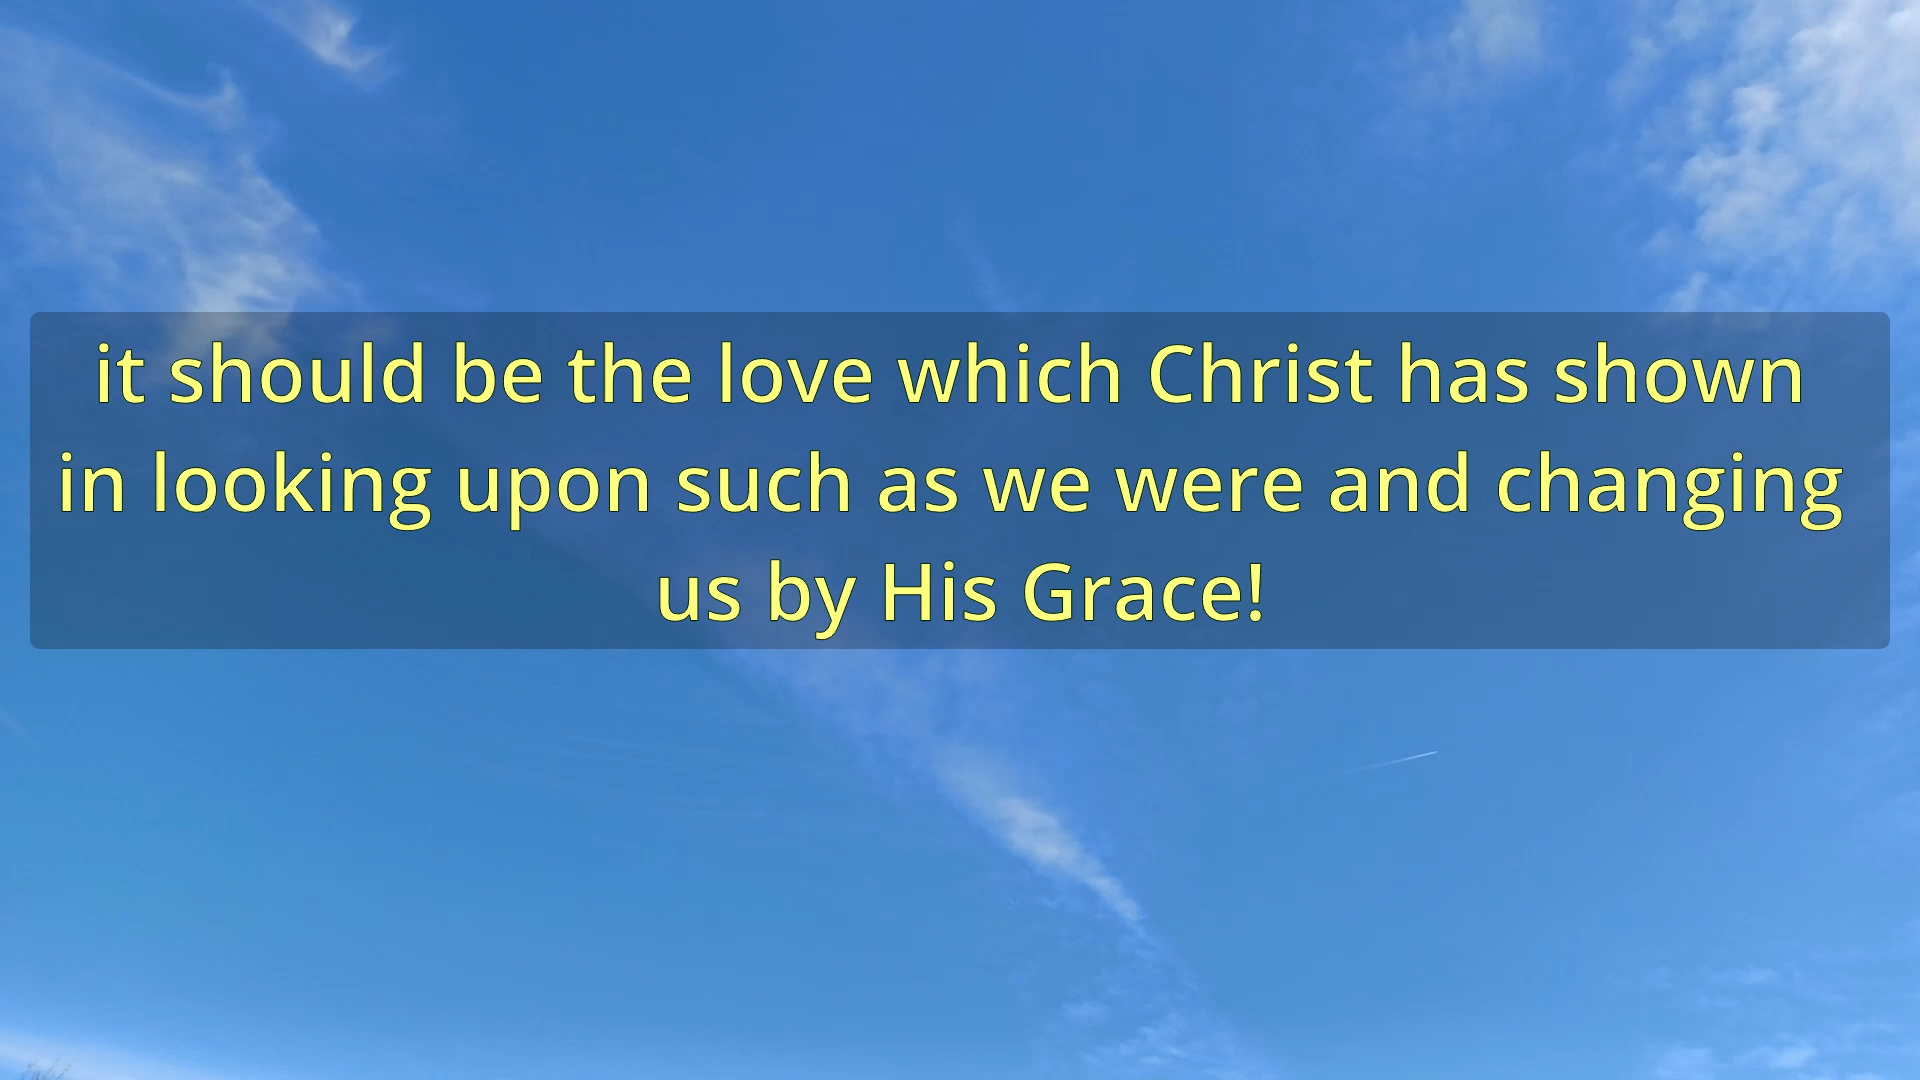 it should be the love which Christ has shown
in looking upon such as we were and changing
us by His Grace!